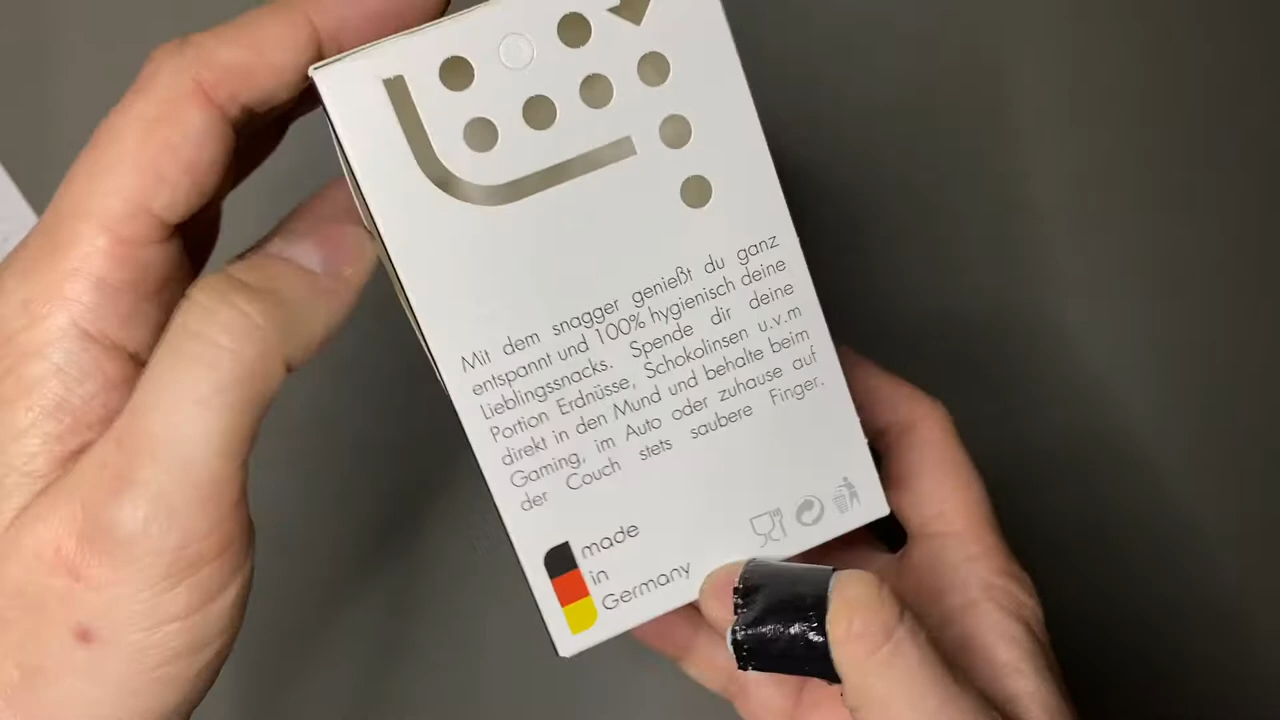 Mit dem snagger genießt du ganz
entspannt und 100% hygienisch deine
Lieblingssnacks. Spende dir deine
Portion Erdnüsse, Schokolinsen u.v.m
direkt in den Mund und behalte beim
Gaming, im Auto oder zuhause auf
der Couch stets saubere Finger.
made
in
Germany